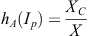 h_A(I_p) = X_C / X